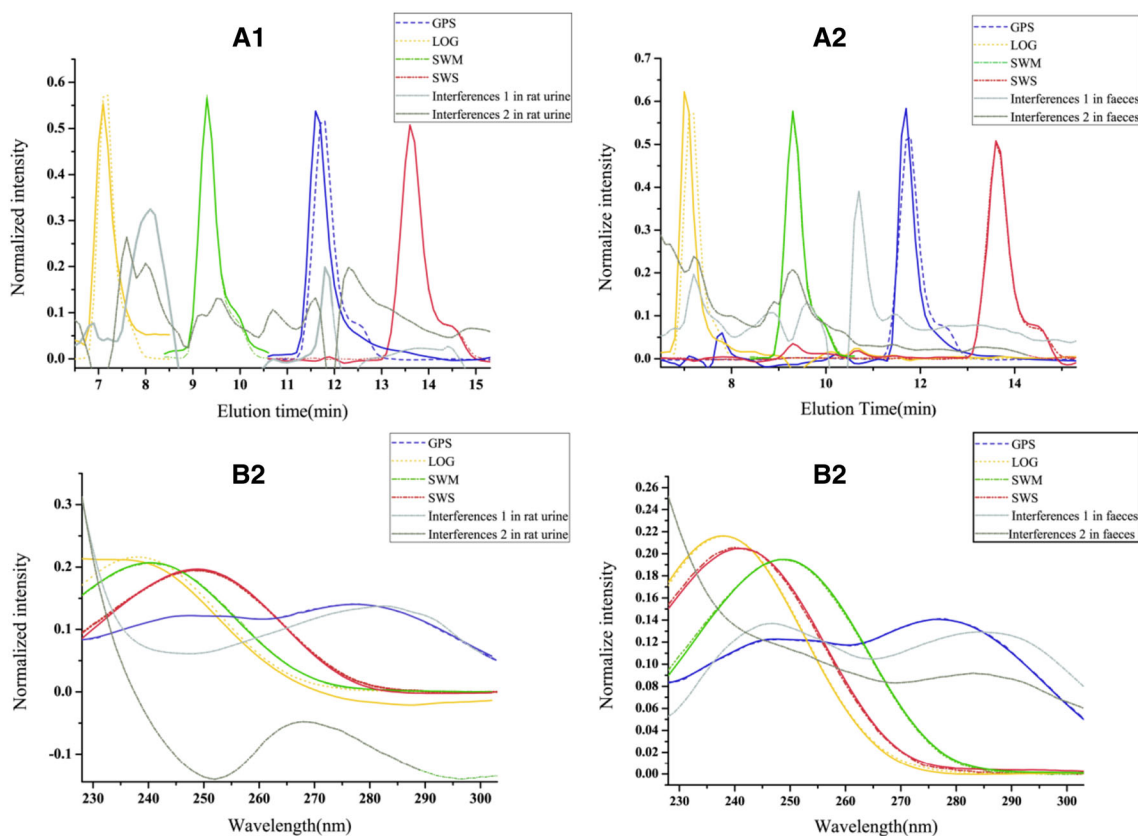 A1
GPS
LOG
SWM
SWS
Interferences 1 in rat urine
Interferences 2 in rat urine
Normalized intensity
0.6
0.5
0.4
0.3
0.2
0.1
0.0
7 8 9 10 11 12 13 14 15
Elution time(min)
A2
GPS
LOG
SWM
SWS
Interferences 1 in faeces
Interferences 2 in faeces
Normalize intensity
0.7
0.6
0.5
0.4
0.3
0.2
0.1
0.0
8 10 12 14
Elution Time(min)
B2
GPS
LOG
SWM
SWS
Interferences 1 in rat urine
Interferences 2 in rat urine
Normalized intensity
0.3
0.2
0.1
0.0
-0.1
230 240 250 260 270 280 290 300
Wavelength(nm)
B2
GPS
LOG
SWM
SWS
Interferences 1 in faeces
Interferences 2 in faeces
Normalize intensity
0.26
0.24
0.22
0.20
0.18
0.16
0.14
0.12
0.10
0.08
0.06
0.04
0.02
0.00
230 240 250 260 270 280 290 300
Wavelength(nm)